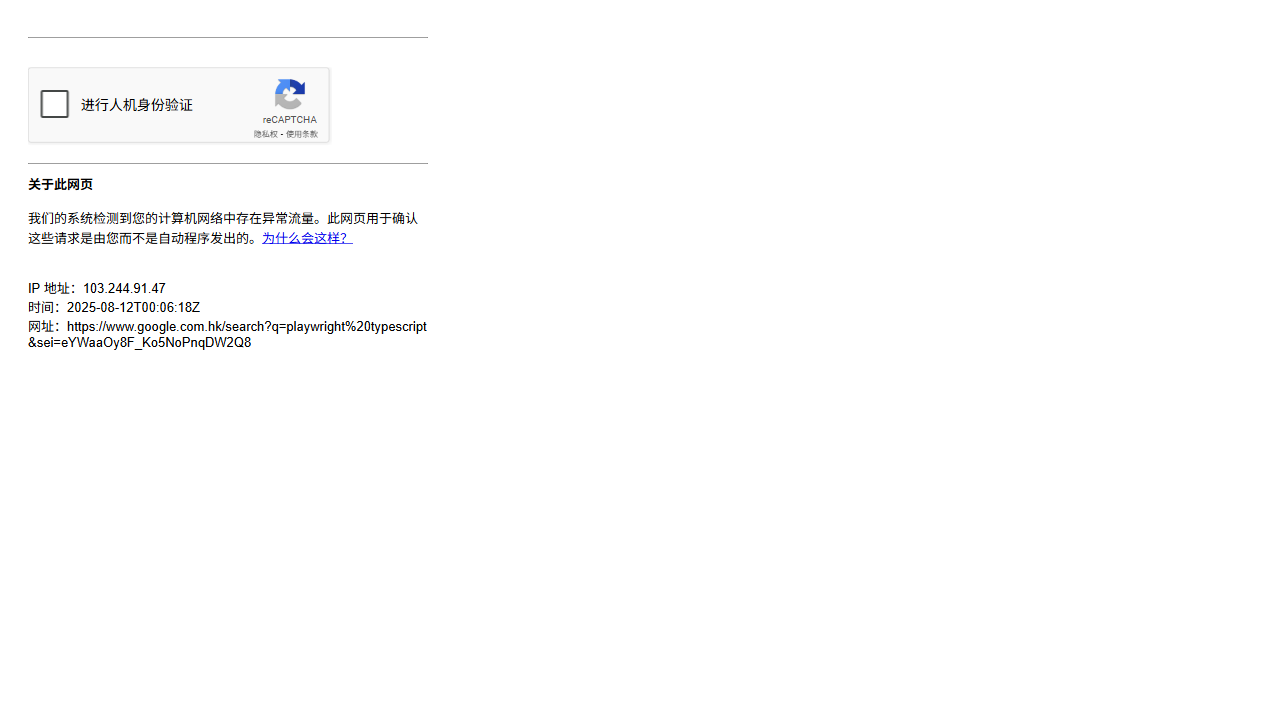 进行人机身份验证
reCAPTCHA
隐私权 - 使用条款
关于此网页
我们的系统检测到您的计算机网络中存在异常流量。此网页用于确认
这些请求是由您而不是自动程序发出的。为什么会这样？
IP 地址：103.244.91.47
时间：2025-08-12T00:06:18Z
网址：https://www.google.com.hk/search?q=playwright%20typescript
&sei=eYWaaOy8F_Ko5NoPnqDW2Q8